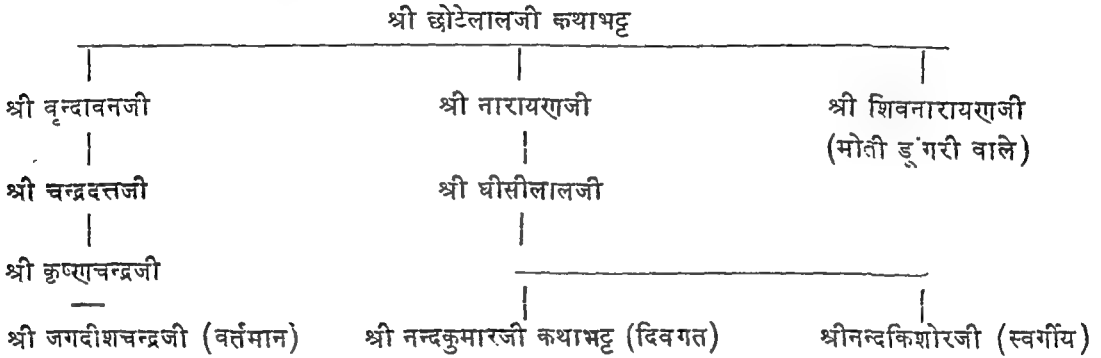 श्री छोटेलालजी कथाभट्ट
श्री वृन्दावनजी श्री नारायणजी श्री शिवनारायणजी
(मोती डूंगरी वाले)
श्री चन्द्रदत्तजी श्री घीसीलालजी
श्री कृष्णचन्द्रजी
श्री जगदीशचन्द्रजी (वर्तमान) श्री नन्दकुमारजी कथाभट्ट (दिवगत) श्रीनन्दकिशोरजी (स्वर्गीय)